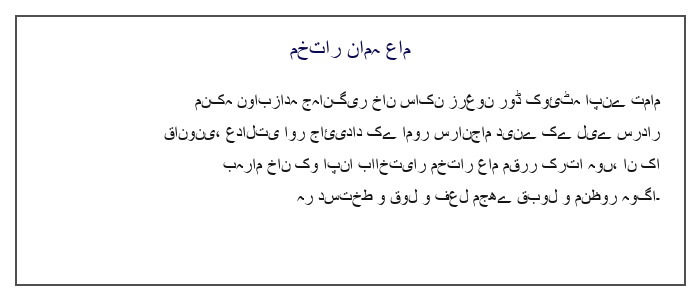 مختار نامہ عام
منکہ نوابزادہ جہانگیر خان ساکن زرغون روڈ کوئٹہ اپنے تمام
قانونی، عدالتی اور جائیداد کے امور سرانجام دینے کے لیے سردار
بہرام خان کو اپنا بااختیار مختار عام مقرر کرتا ہوں، ان کا
ہر دستخط و قول و فعل مجھے قبول و منظور ہوگا۔